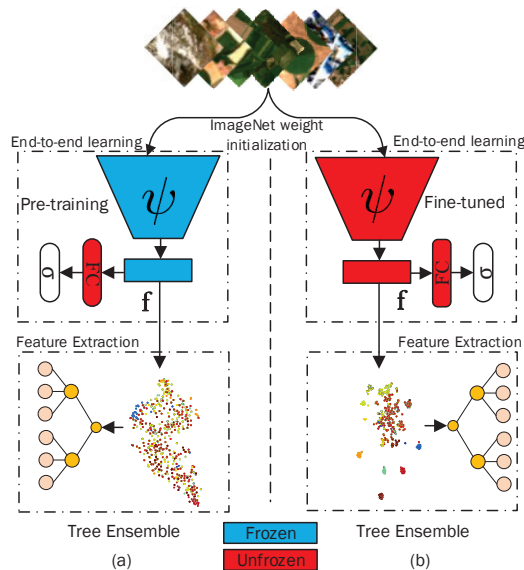 ImageNet weight
initialization
End-to-end learning
End-to-end learning
ψ
Pre-training
FC
σ
f
ψ
Fine-tuned
FC
σ
f
Feature Extraction
Feature Extraction
Tree Ensemble
Frozen
Tree Ensemble
(a)
Unfrozen
(b)